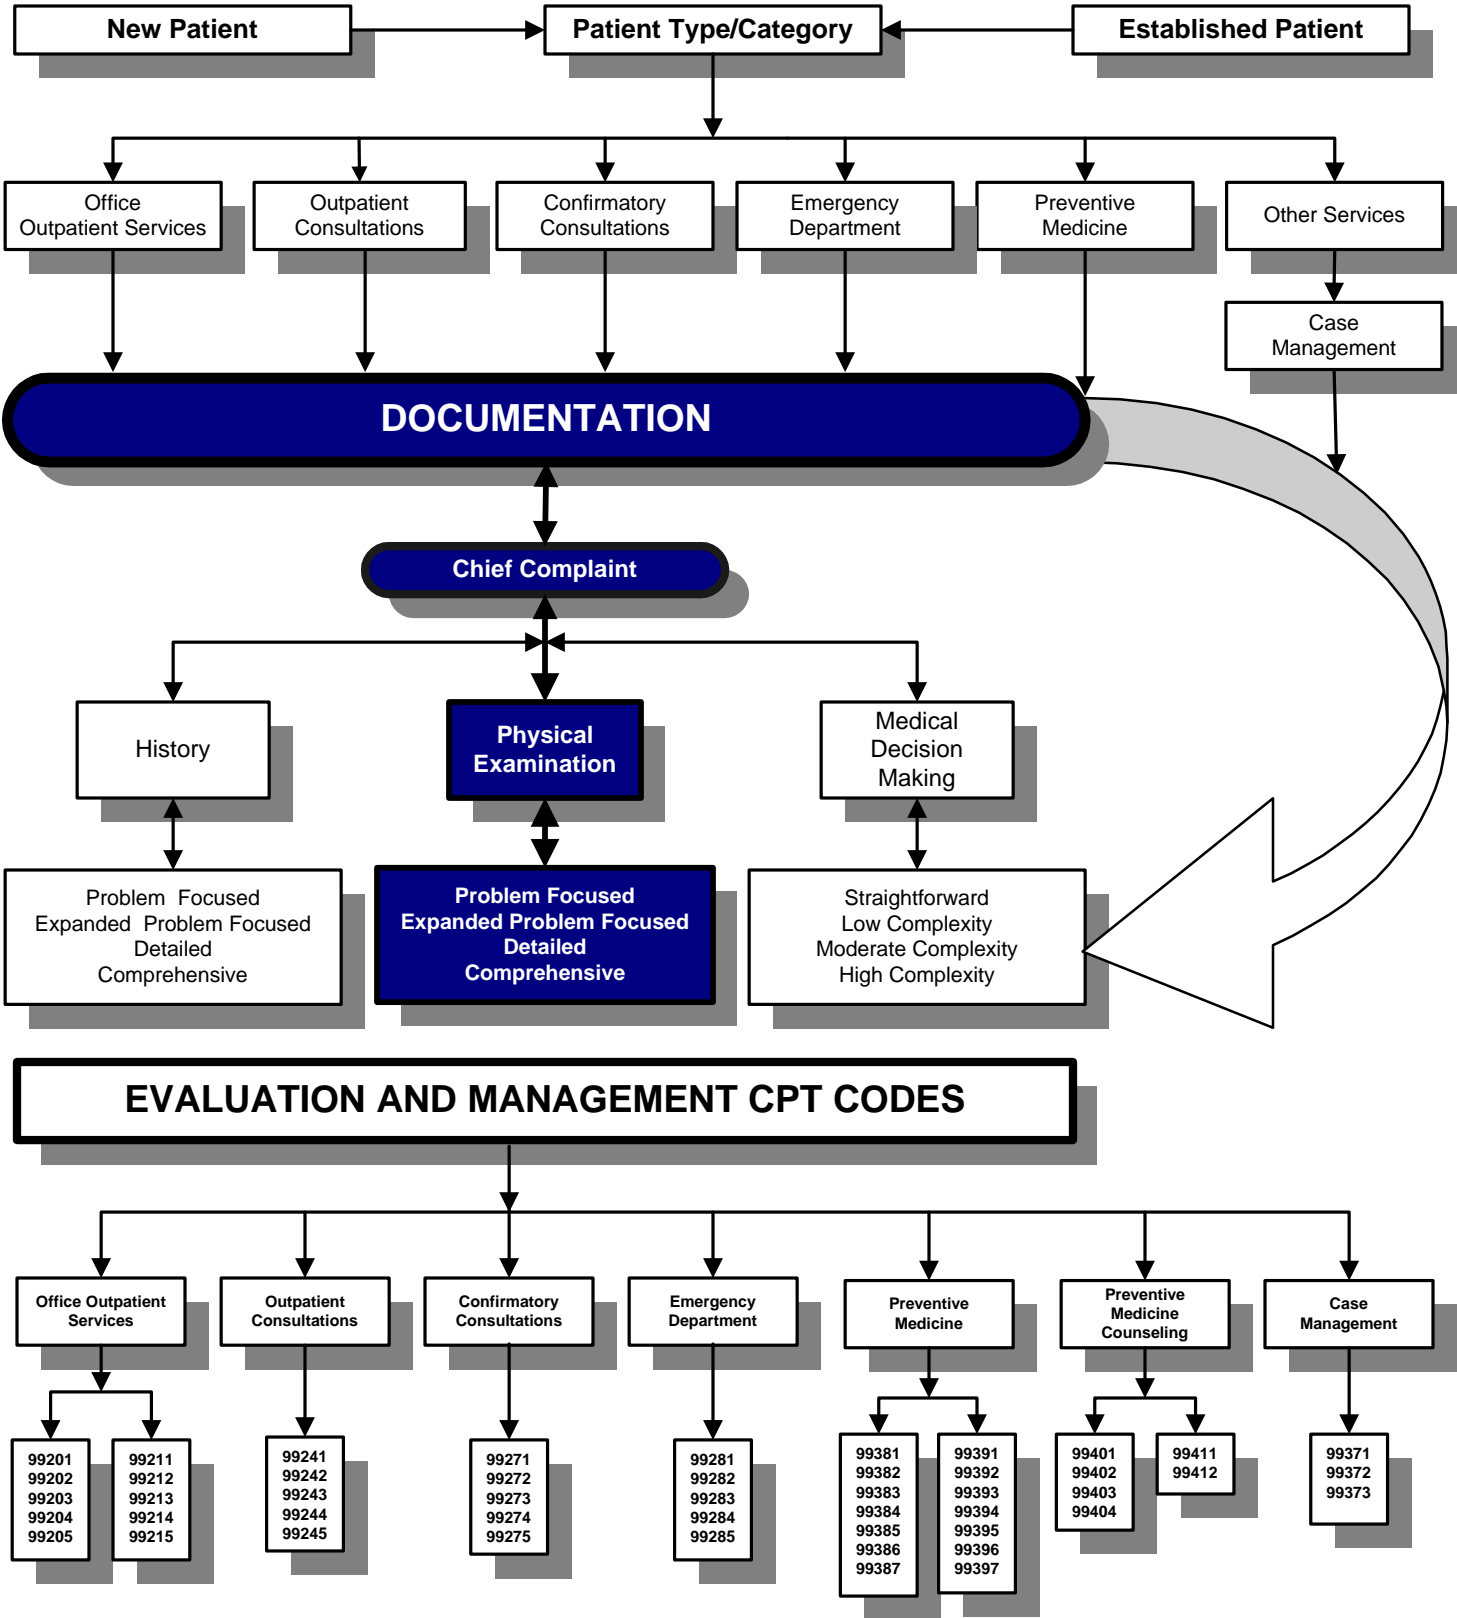 New Patient
Patient Type/Category
Established Patient
Office
Outpatient Services
Outpatient
Consultations
Confirmatory
Consultations
Emergency
Department
Preventive
Medicine
Other Services
Case
Management
DOCUMENTATION
Chief Complaint
History
Physical
Examination
Medical
Decision
Making
Problem Focused
Expanded Problem Focused
Detailed
Comprehensive
Problem Focused
Expanded Problem Focused
Detailed
Comprehensive
Straightforward
Low Complexity
Moderate Complexity
High Complexity
EVALUATION AND MANAGEMENT CPT CODES
Office Outpatient
Services
Outpatient
Consultations
Confirmatory
Consultations
Emergency
Department
Preventive
Medicine
Preventive
Medicine
Counseling
Case
Management
99201
99202
99203
99204
99205
99211
99212
99213
99214
99215
99241
99242
99243
99244
99245
99271
99272
99273
99274
99275
99281
99282
99283
99284
99285
99381
99382
99383
99384
99385
99386
99387
99391
99392
99393
99394
99395
99396
99397
99401
99402
99403
99404
99411
99412
99371
99372
99373